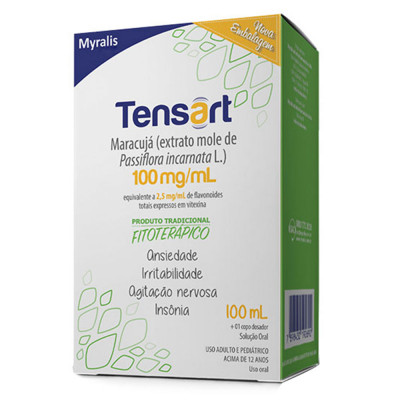 Myralis
Nova
Embalagem
Tensart
Maracujá (extrato mole de
Passiflora incarnata L.)
100 mg/mL
equivalente a 2,5 mg/mL de flavonoides
totais expressos em vitexina
PRODUTO TRADICIONAL
FITOTERÁPICO
Ansiedade
Irritabilidade
Agitação nervosa
Insônia
100 mL
+ 01 copo dosador
Solução Oral
USO ADULTO E PEDIÁTRICO
ACIMA DE 12 ANOS
Uso oral